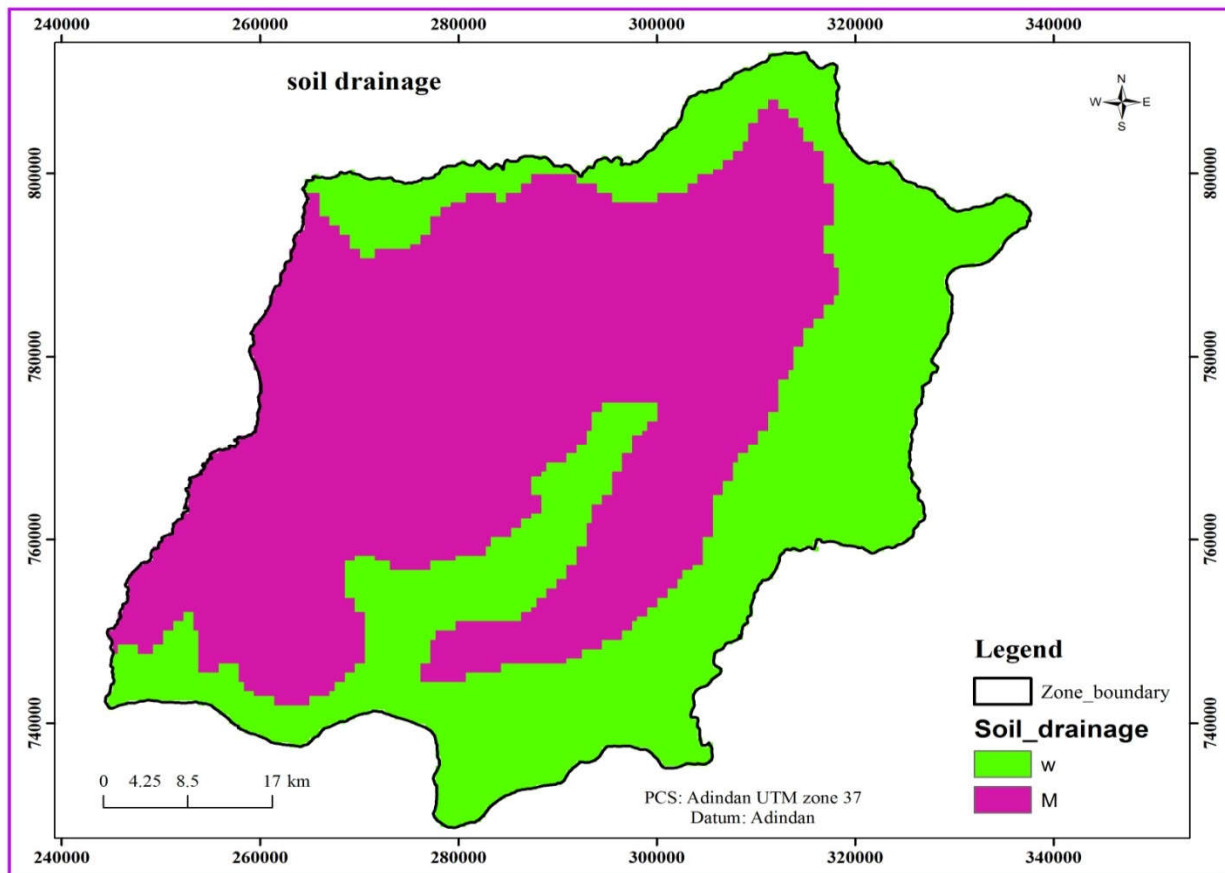 240000 260000 280000 300000 320000 340000
soil drainage
N
W E
S
800000 800000
780000 780000
760000 760000
740000 740000
Legend
Zone_boundary
Soil_drainage
w
M
0 4.25 8.5 17 km
PCS: Adindan UTM zone 37
Datum: Adindan
240000 260000 280000 300000 320000 340000